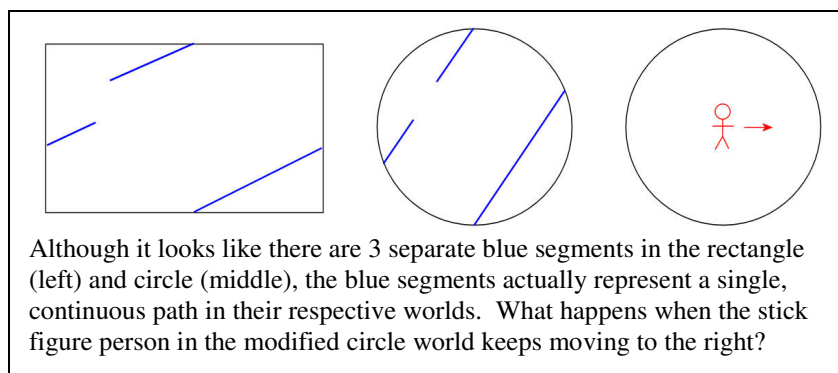 Although it looks like there are 3 separate blue segments in the rectangle
(left) and circle (middle), the blue segments actually represent a single,
continuous path in their respective worlds.  What happens when the stick
figure person in the modified circle world keeps moving to the right?